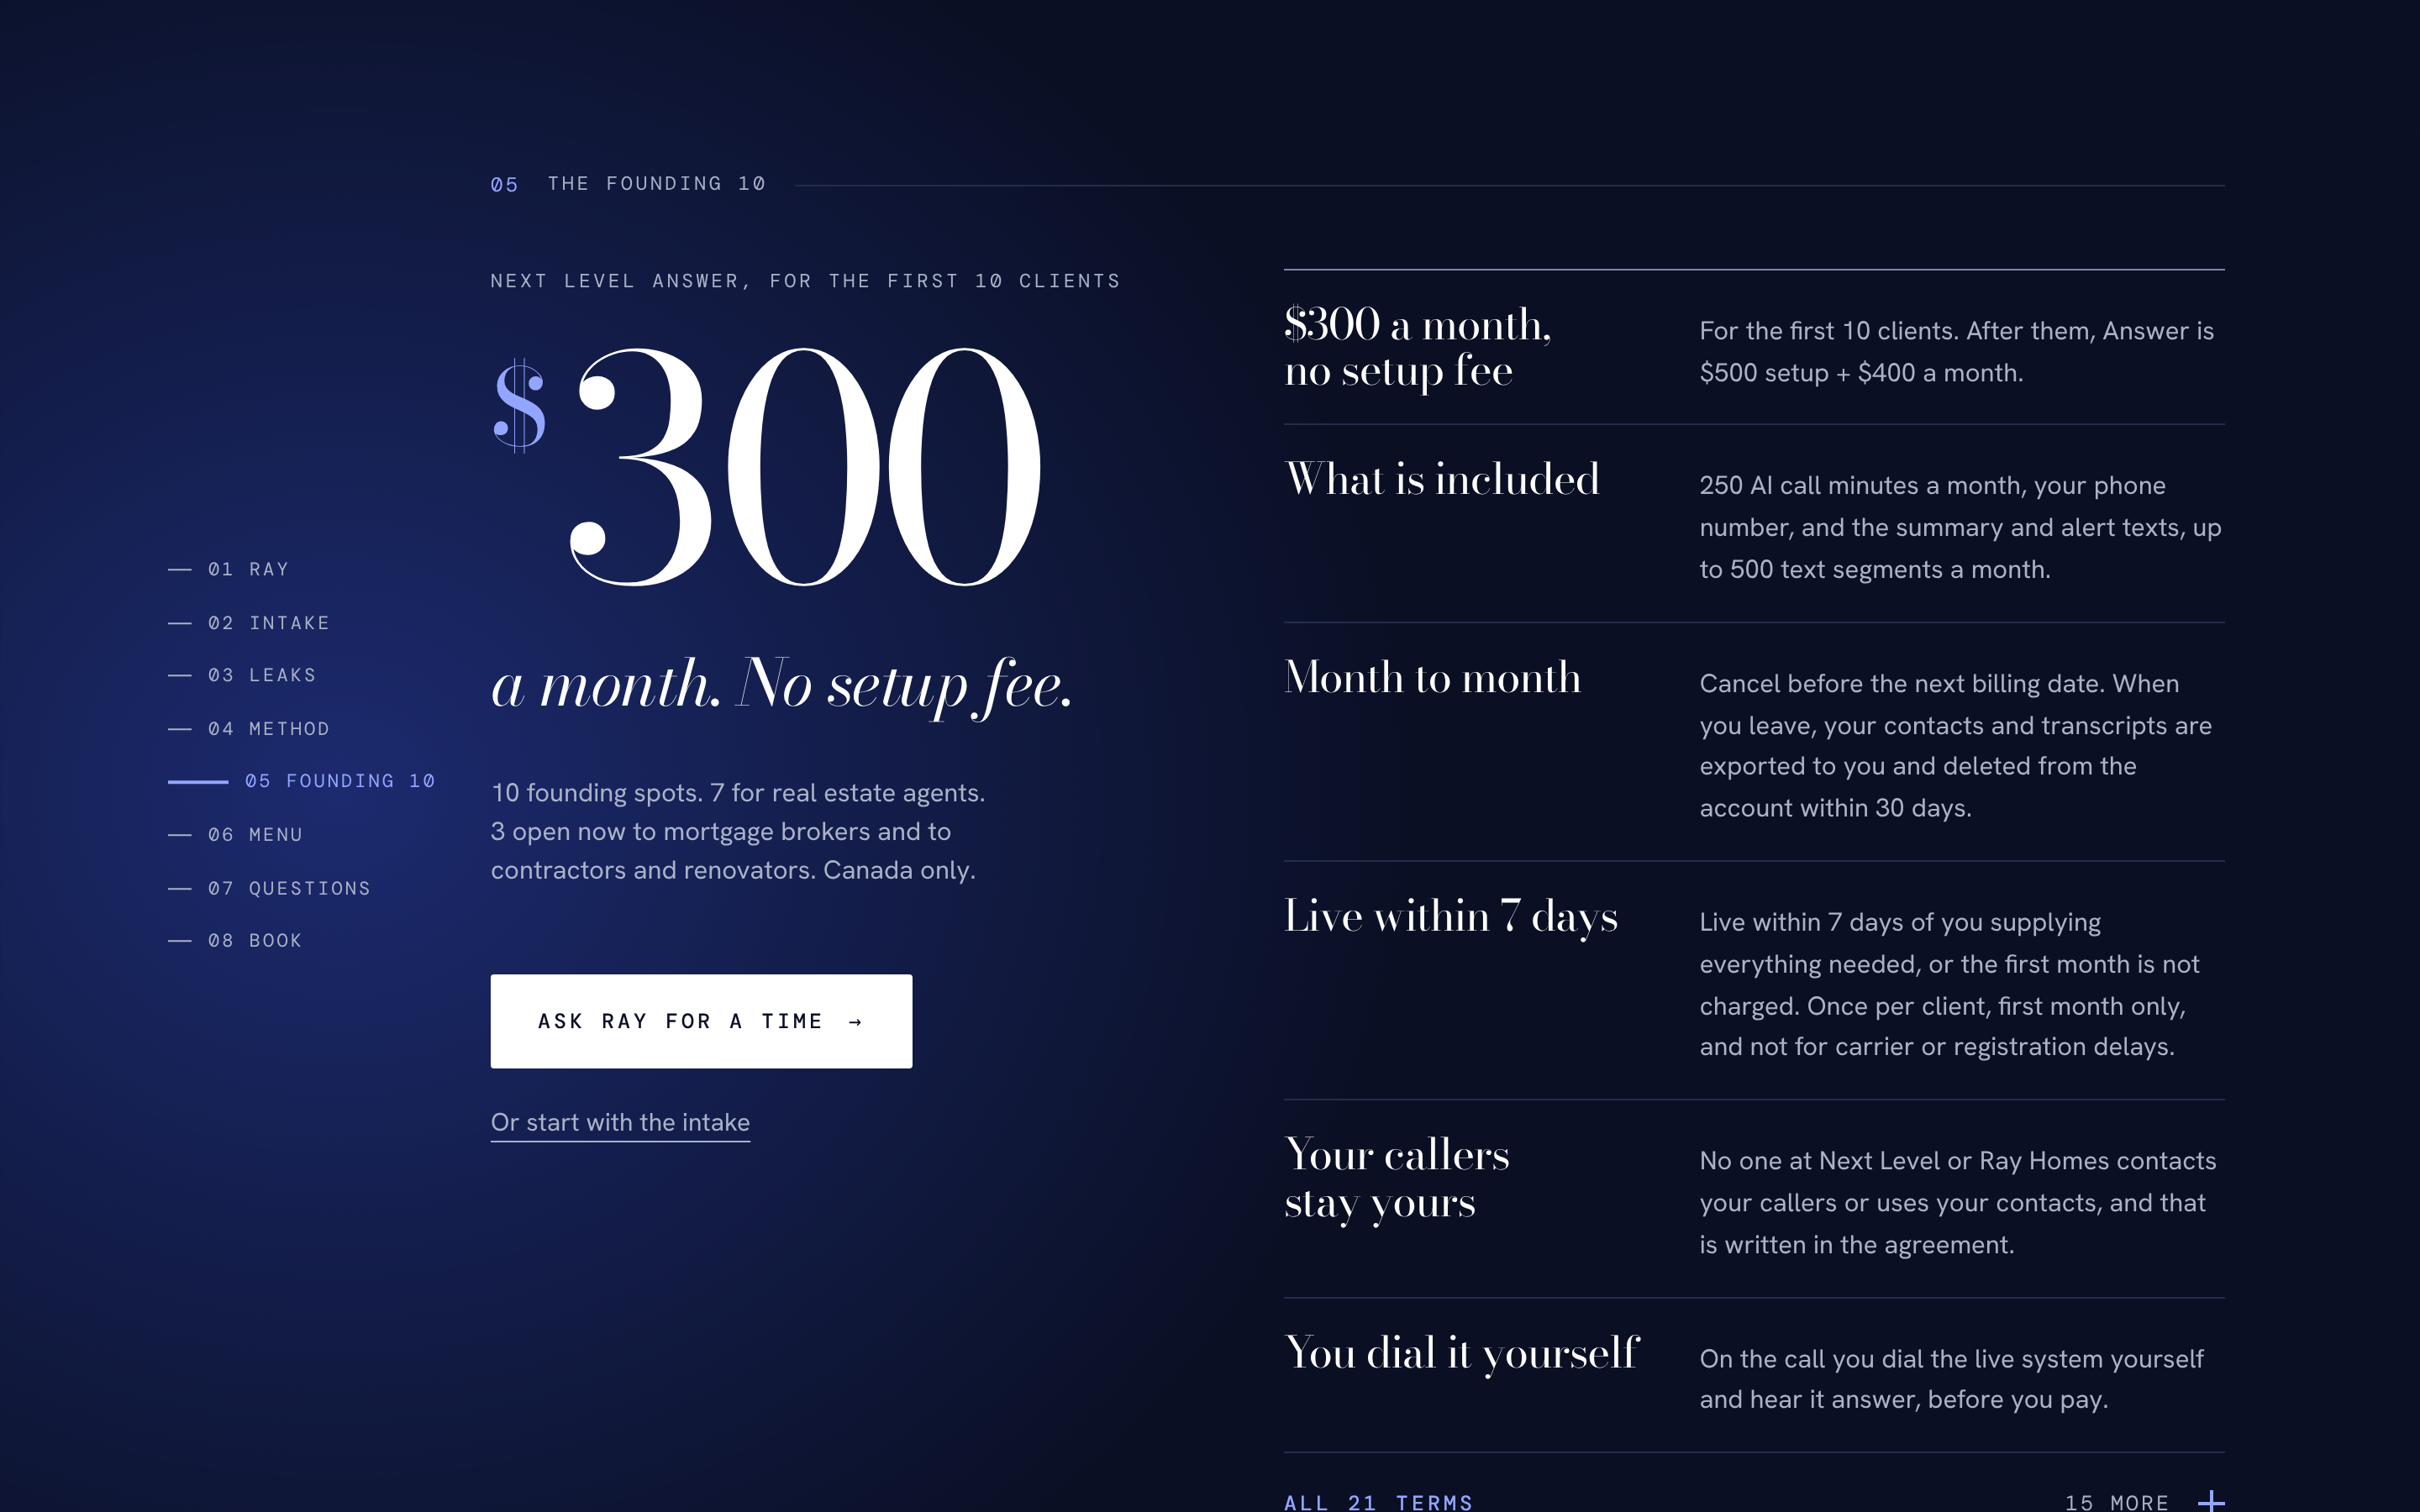 05 THE FOUNDING 10
NEXT LEVEL ANSWER, FOR THE FIRST 10 CLIENTS
$300
a month. No setup fee.
10 founding spots. 7 for real estate agents.
3 open now to mortgage brokers and to
contractors and renovators. Canada only.
ASK RAY FOR A TIME →
Or start with the intake
01 RAY
02 INTAKE
03 LEAKS
04 METHOD
05 FOUNDING 10
06 MENU
07 QUESTIONS
08 BOOK
$300 a month,
no setup fee
For the first 10 clients. After them, Answer is
$500 setup + $400 a month.
What is included
250 AI call minutes a month, your phone
number, and the summary and alert texts, up
to 500 text segments a month.
Month to month
Cancel before the next billing date. When
you leave, your contacts and transcripts are
exported to you and deleted from the
account within 30 days.
Live within 7 days
Live within 7 days of you supplying
everything needed, or the first month is not
charged. Once per client, first month only,
and not for carrier or registration delays.
Your callers
stay yours
No one at Next Level or Ray Homes contacts
your callers or uses your contacts, and that
is written in the agreement.
You dial it yourself
On the call you dial the live system yourself
and hear it answer, before you pay.
ALL 21 TERMS
15 MORE +